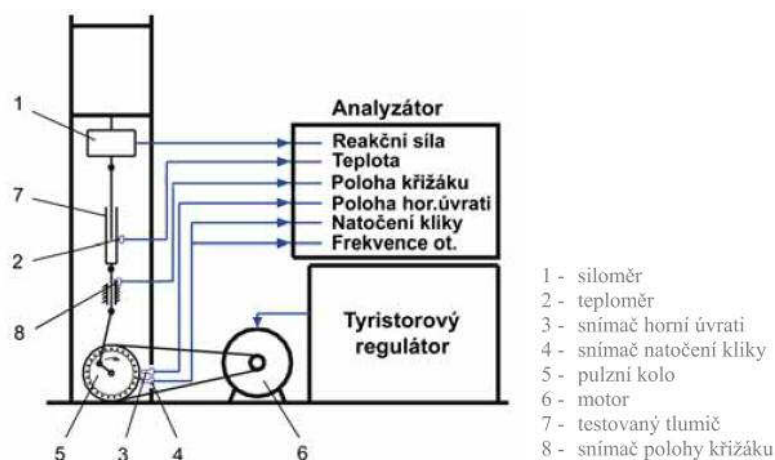 Analyzátor
Reakční síla
Teplota
Poloha křižáku
Poloha hor.úvrati
Natočení kliky
Frekvence ot.
Tyristorový
regulátor
1
7
2
8
5
3
4
6
1 - siloměr
2 - teploměr
3 - snímač horní úvrati
4 - snímač natočení kliky
5 - pulzní kolo
6 - motor
7 - testovaný tlumič
8 - snímač polohy křižáku